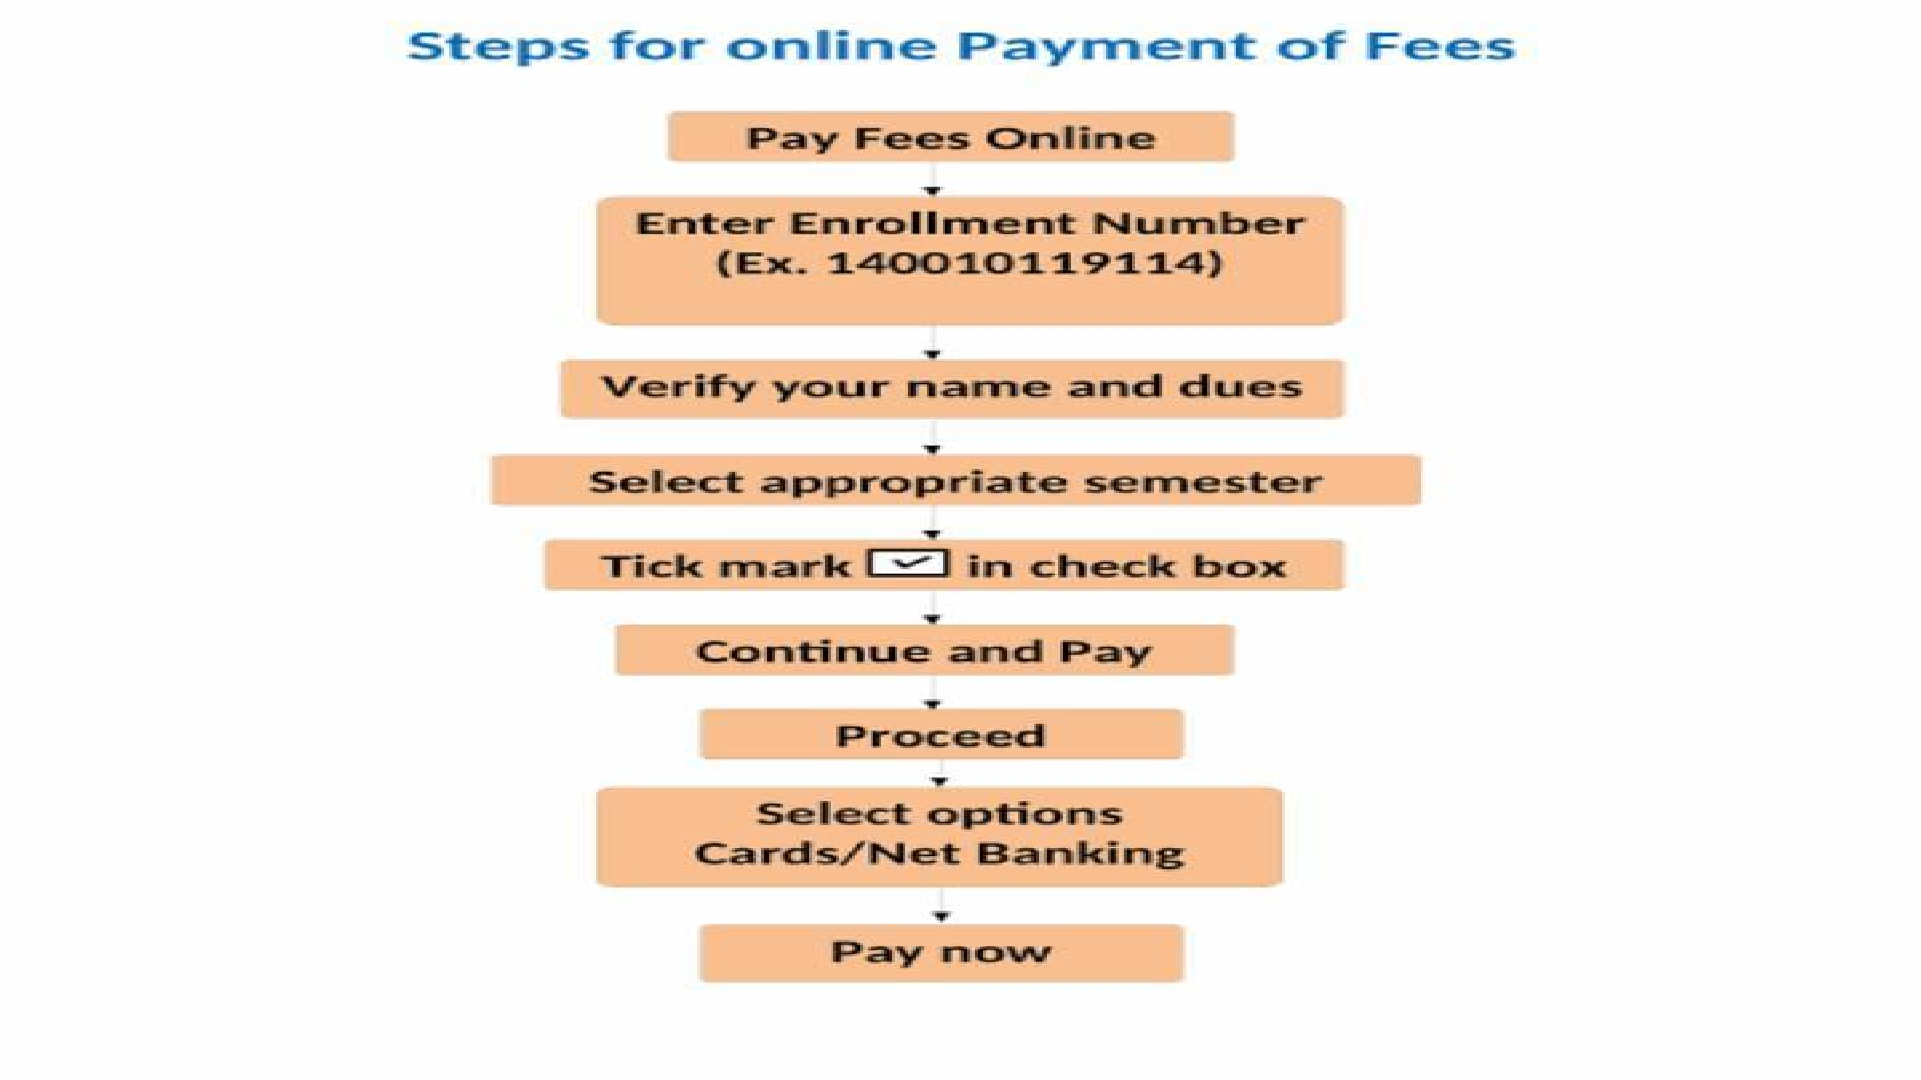 Steps for online Payment of Fees
Pay Fees Online
Enter Enrollment Number
(Ex. 140010119114)
Verify your name and dues
Select appropriate semester
Tick mark ✓ in check box
Continue and Pay
Proceed
Select options
Cards/Net Banking
Pay now